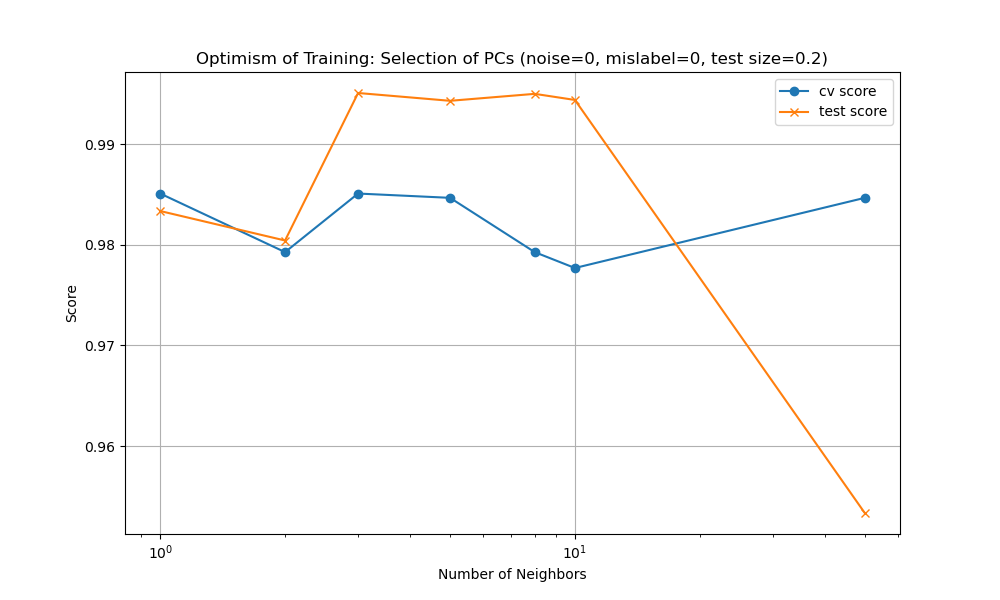 Optimism of Training: Selection of PCs (noise=0, mislabel=0, test size=0.2)
cv score
test score
0.99
0.98
0.97
0.96
Score
10⁰
10¹
Number of Neighbors